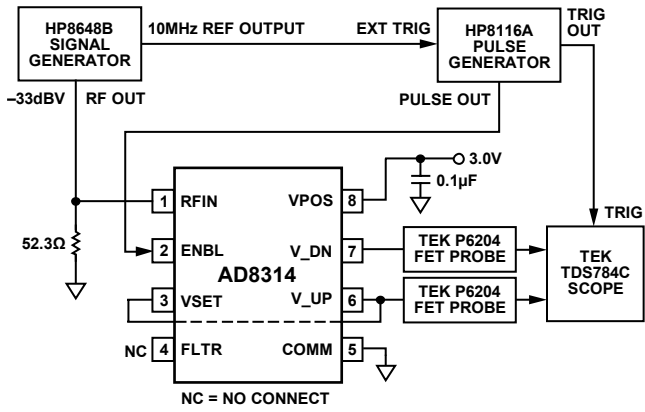 HP8648B
SIGNAL
GENERATOR
10MHz REF OUTPUT
EXT TRIG
HP8116A
PULSE
GENERATOR
TRIG
OUT
–33dBV
RF OUT
PULSE OUT
3.0V
0.1µF
TRIG
52.3Ω
1
RFIN
VPOS
8
2
ENBL
V_DN
7
AD8314
3
VSET
V_UP
6
NC
4
FLTR
COMM
5
TEK P6204
FET PROBE
TEK P6204
FET PROBE
TEK
TDS784C
SCOPE
NC = NO CONNECT